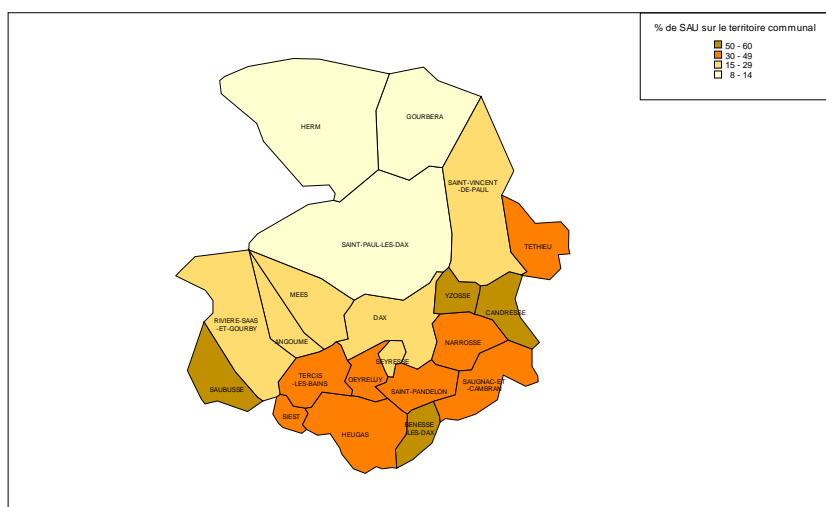 % de SAU sur le territoire communal
50 - 60
30 - 49
15 - 29
8 - 14
HERM
GOURBERA
SAINT-VINCENT
-DE-PAUL
TETHIEU
SAINT-PAUL-LES-DAX
MEES
YZOSSE
CANDRESSE
RIVIERE-SAAS
-ET-GOURBY
DAX
ANGOUME
NARROSSE
SEYRESSE
TERCIS
-LES-BAINS
OEYRELUY
SAUGNAC-ET
-CAMBRAN
SAUBUSSE
SAINT-PANDELON
SIEST
BENESSE
LES-DAX
HEUGAS